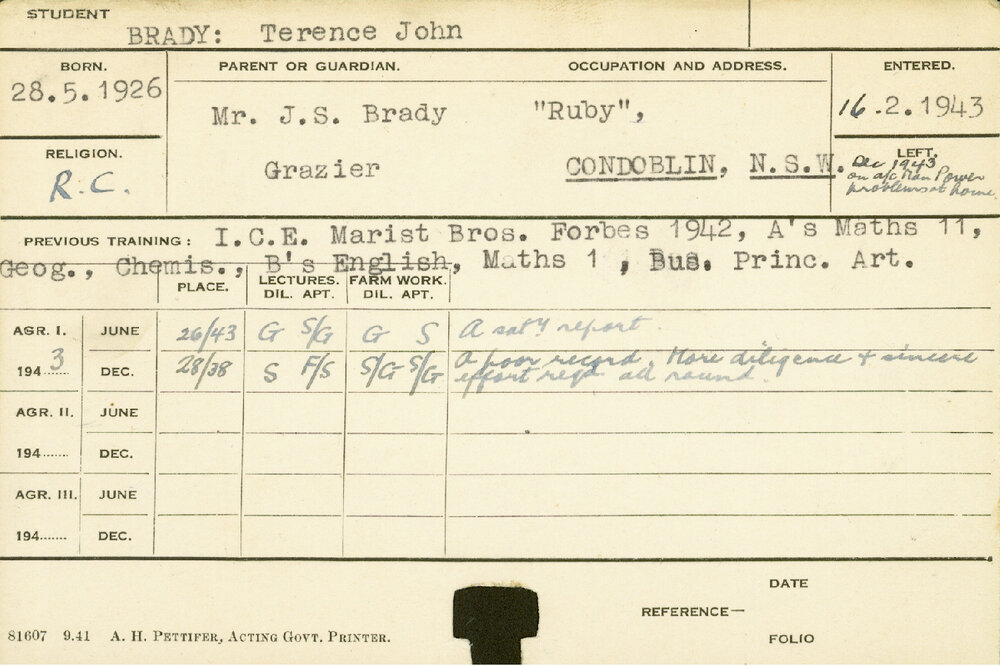 STUDENT
BRADY: Terence John
BORN. PARENT OR GUARDIAN. OCCUPATION AND ADDRESS. ENTERED.
28.5.1926 Mr. J.S. Brady "Ruby", 16.2.1943
RELIGION. Grazier CONDOBLIN, N.S.W. LEFT.
R.C. Dec 1943
on a/c Man Power
problems at home
PREVIOUS TRAINING: I.C.E. Marist Bros. Forbes 1942, A's Maths 11,
Geog., Chemis., B's English, Maths 1 , Bus. Princ. Art.
PLACE. LECTURES. FARM WORK.
DIL. APT. DIL. APT.
AGR. I. JUNE 26/43 G S/G G S A saty report.
1943 DEC. 28/38 S F/S S/G S/G A poor record. More diligence & sincere
effort reqd all round.
AGR. II. JUNE
194....... DEC.
AGR. III. JUNE
194....... DEC.
DATE
REFERENCE—
FOLIO
81607 9.41 A. H. PETTIFER, ACTING GOVT. PRINTER.